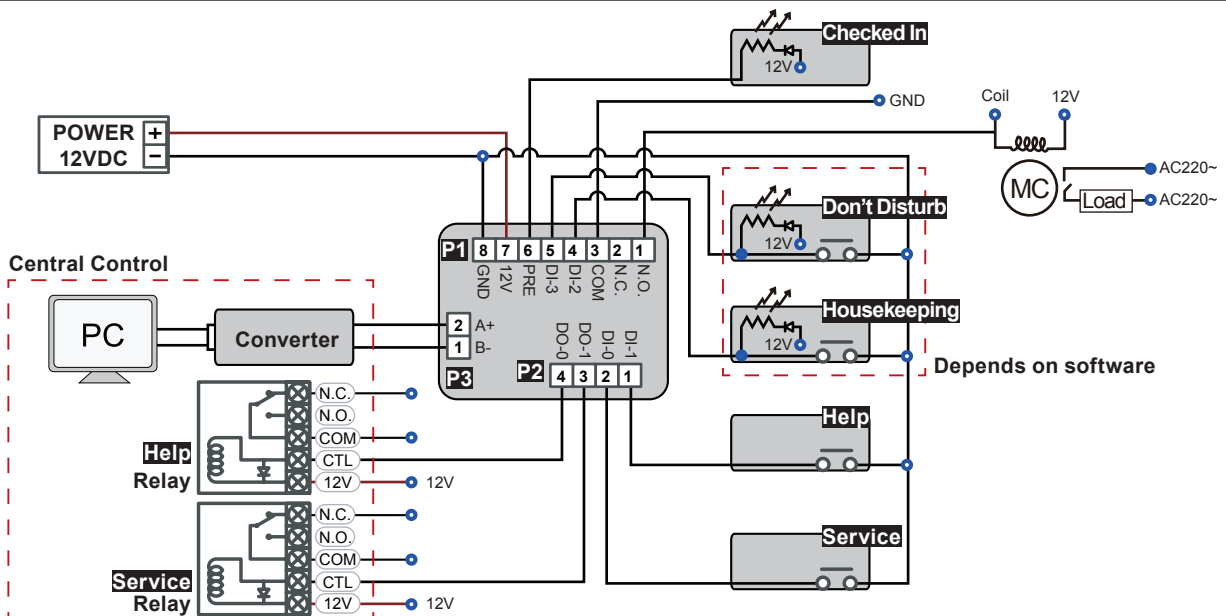 Checked In
12V
GND
Coil 12V
POWER +
12VDC −
AC220~
MC
Load AC220~
Don't Disturb
12V
P1 8 7 6 5 4 3 2 1
GND 12V PRE DI-3 DI-2 COM N.C. N.O.
Central Control
PC
Converter
2 A+
1 B-
P3
Housekeeping
12V
Depends on software
DO-0 DO-1 DI-0 DI-1
P2 4 3 2 1
N.C.
N.O.
COM
Help CTL
Relay 12V 12V
Help
N.C.
N.O.
COM
Service CTL
Relay 12V 12V
Service